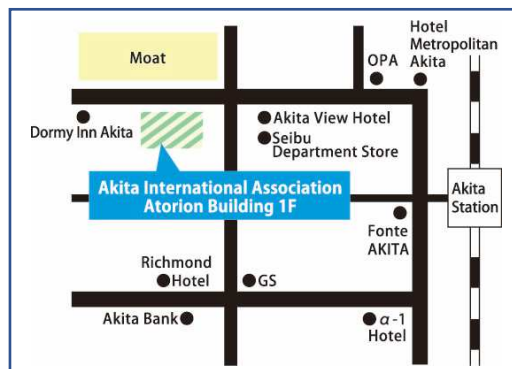 Hotel
Metropolitan
Akita
OPA
Moat
Akita View Hotel
Seibu
Department Store
Dormy Inn Akita
Akita International Association
Atorion Building 1F
Akita
Station
Fonte
AKITA
Richmond
Hotel
GS
Akita Bank
α-1
Hotel